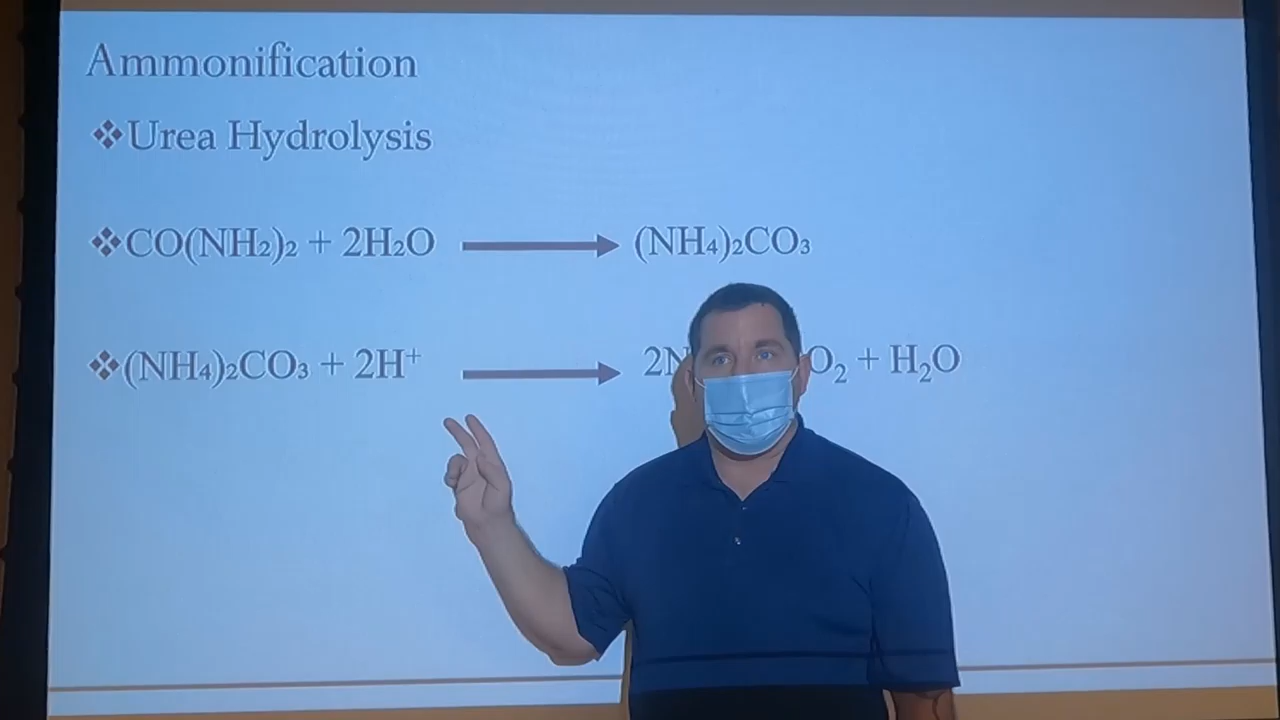 Ammonification
❖Urea Hydrolysis
❖CO(NH₂)₂ + 2H₂O → (NH₄)₂CO₃
❖(NH₄)₂CO₃ + 2H⁺ → 2N O₂ + H₂O